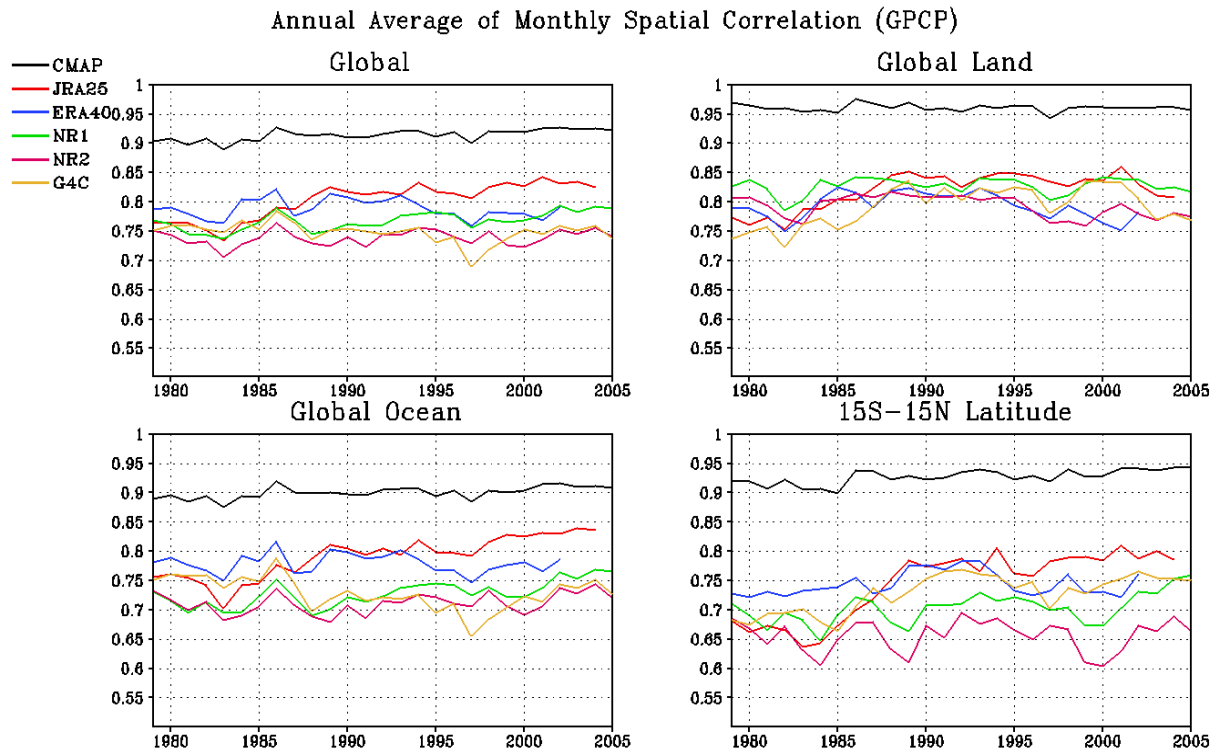 Annual Average of Monthly Spatial Correlation (GPCP)
CMAP
JRA25
ERA40
NR1
NR2
G4C
Global
1
0.95
0.9
0.85
0.8
0.75
0.7
0.65
0.6
0.55
1980 1985 1990 1995 2000 2005
Global Land
1
0.95
0.9
0.85
0.8
0.75
0.7
0.65
0.6
0.55
1980 1985 1990 1995 2000 2005
Global Ocean
1
0.95
0.9
0.85
0.8
0.75
0.7
0.65
0.6
0.55
1980 1985 1990 1995 2000 2005
15S-15N Latitude
1
0.95
0.9
0.85
0.8
0.75
0.7
0.65
0.6
0.55
1980 1985 1990 1995 2000 2005